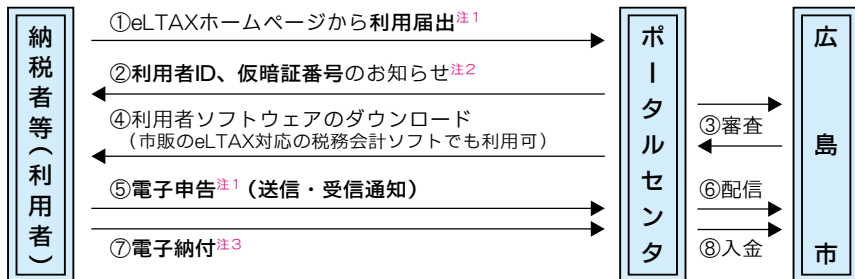 納税者等（利用者）
①eLTAXホームページから利用届出注1
②利用者ID、仮暗証番号のお知らせ注2
④利用者ソフトウェアのダウンロード
（市販のeLTAX対応の税務会計ソフトでも利用可）
⑤電子申告注1（送信・受信通知）
⑦電子納付注3
ポータルセンタ
③審査
⑥配信
⑧入金
広島市